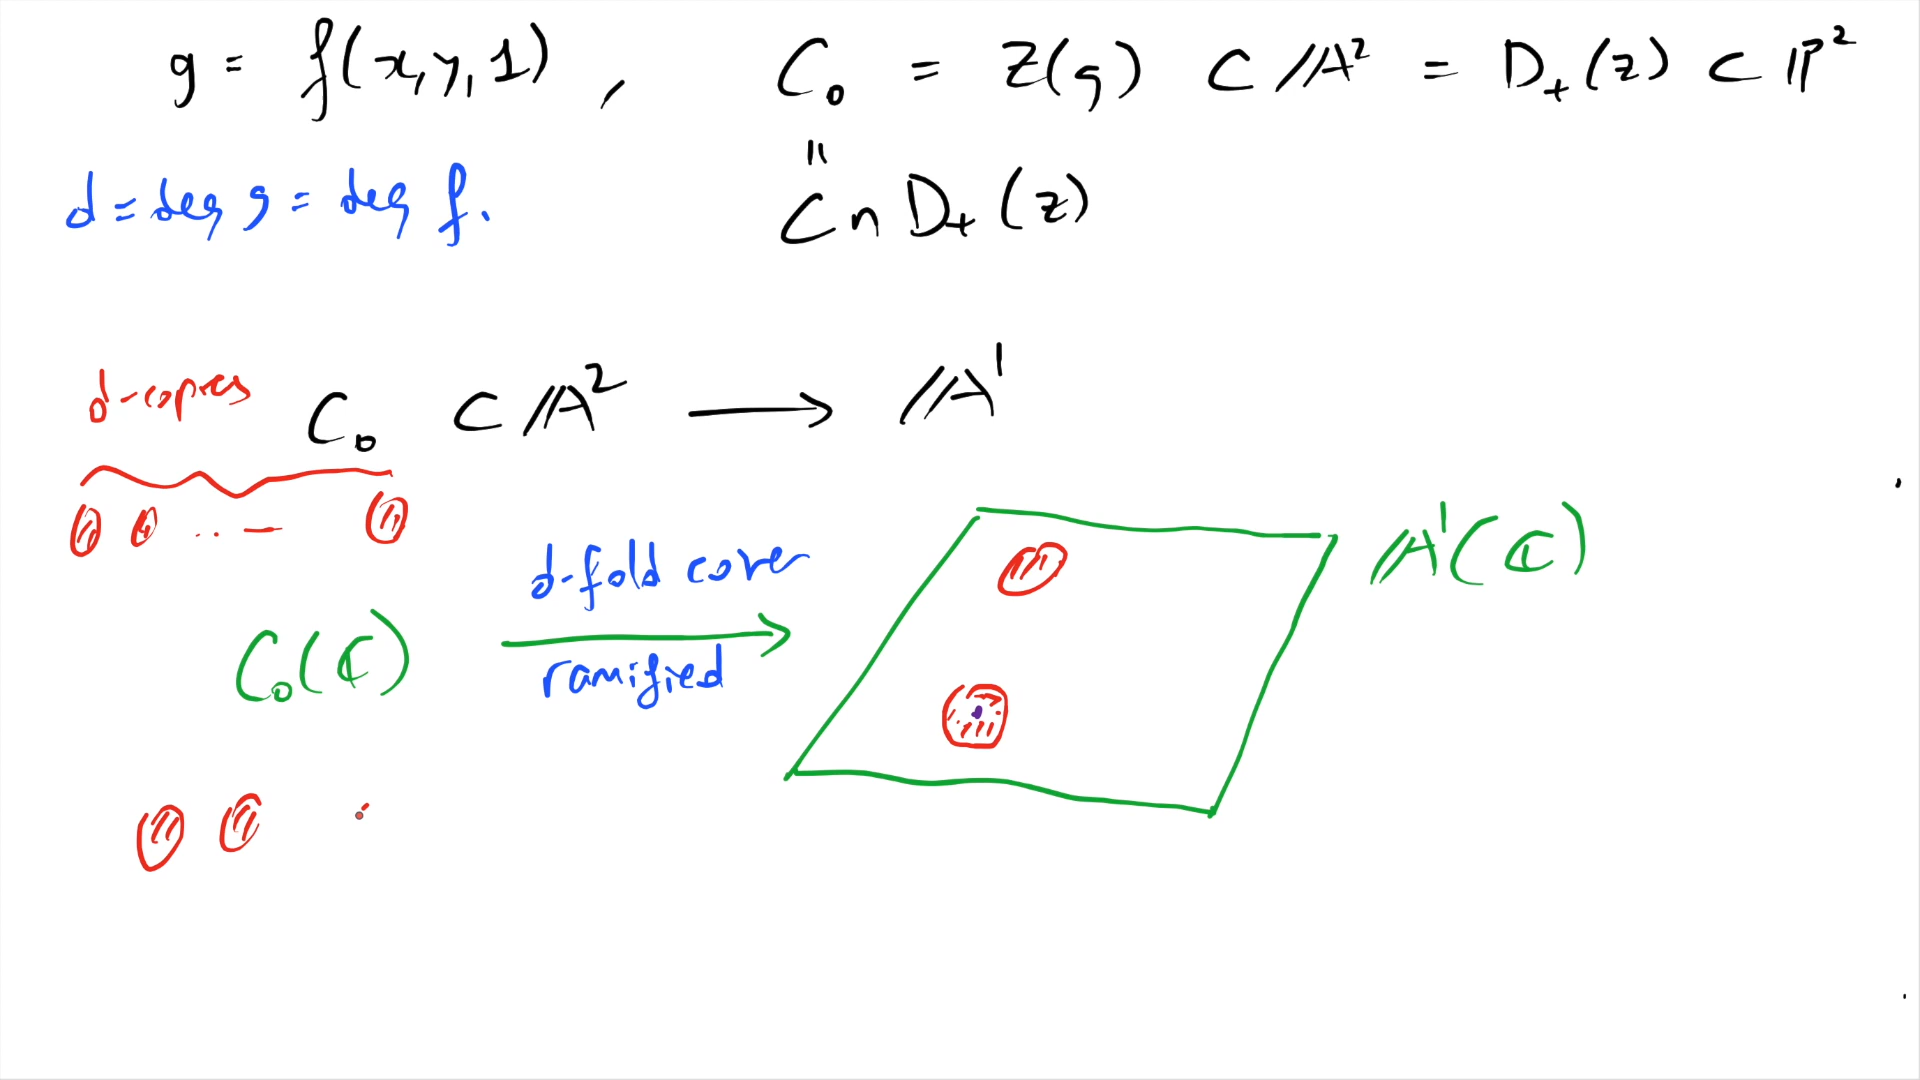 g = f(x,y,1) , C₀ = Z(g) ⊂ 𝔸² = D₊(z) ⊂ ℙ²
||
d = deg g = deg f. C ∩ D₊(z)
d-copies C₀ ⊂ 𝔸² ⟶ 𝔸¹
.. —
d-fold cover 𝔸¹(ℂ)
C₀(ℂ) ⟶
ramified